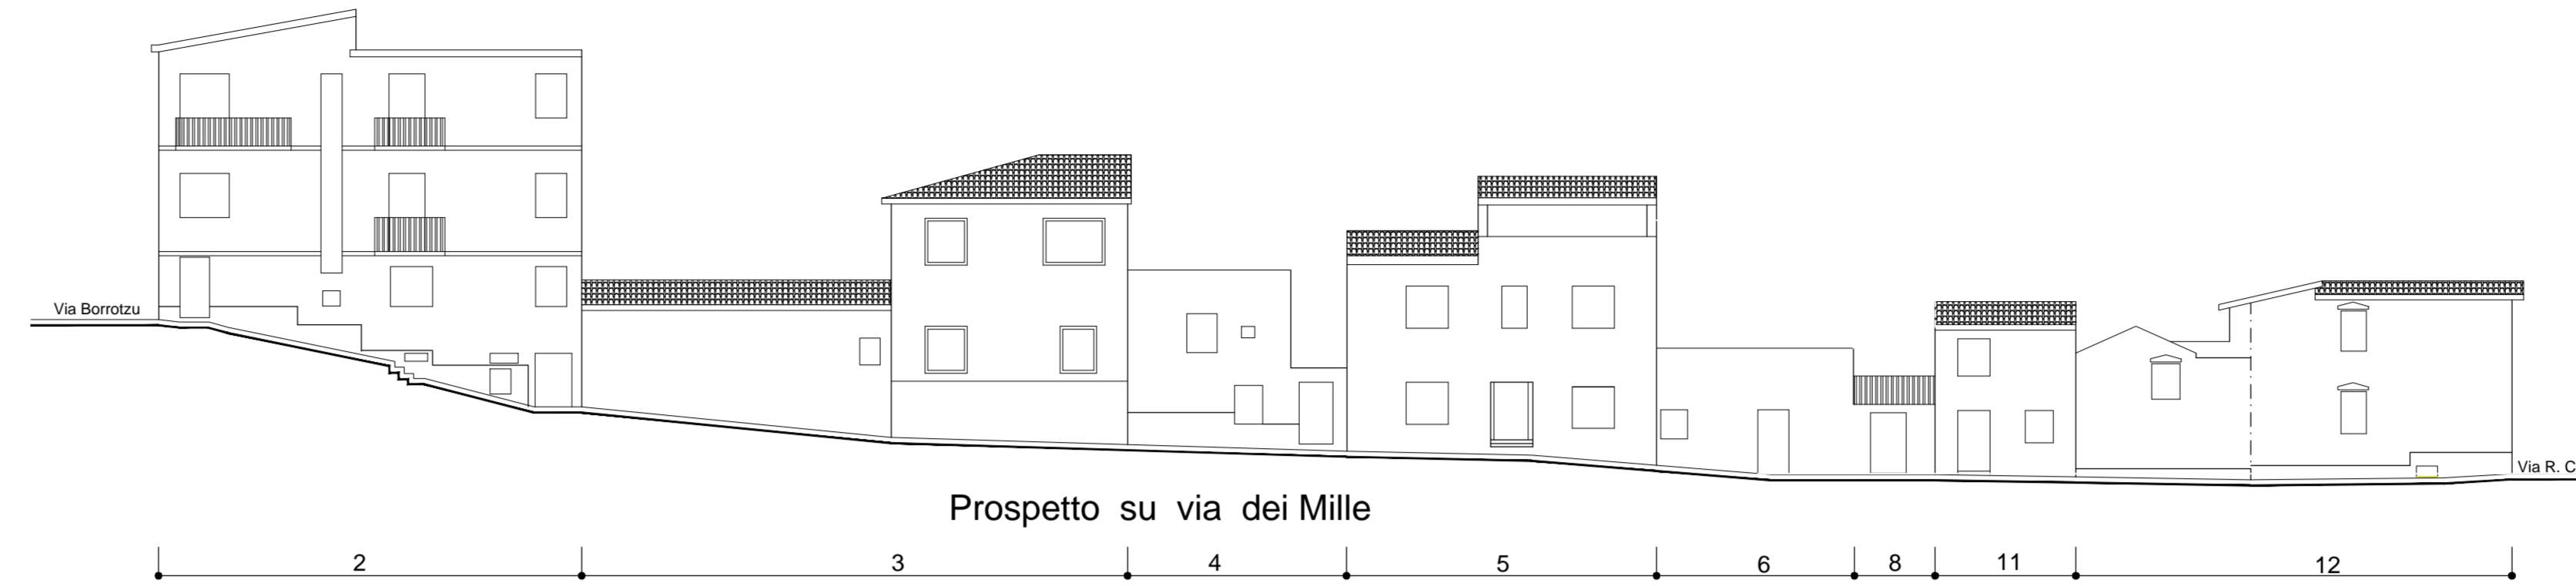 Via Borrotzu
Via R. C
Prospetto su via dei Mille
2 3 4 5 6 8 11 12